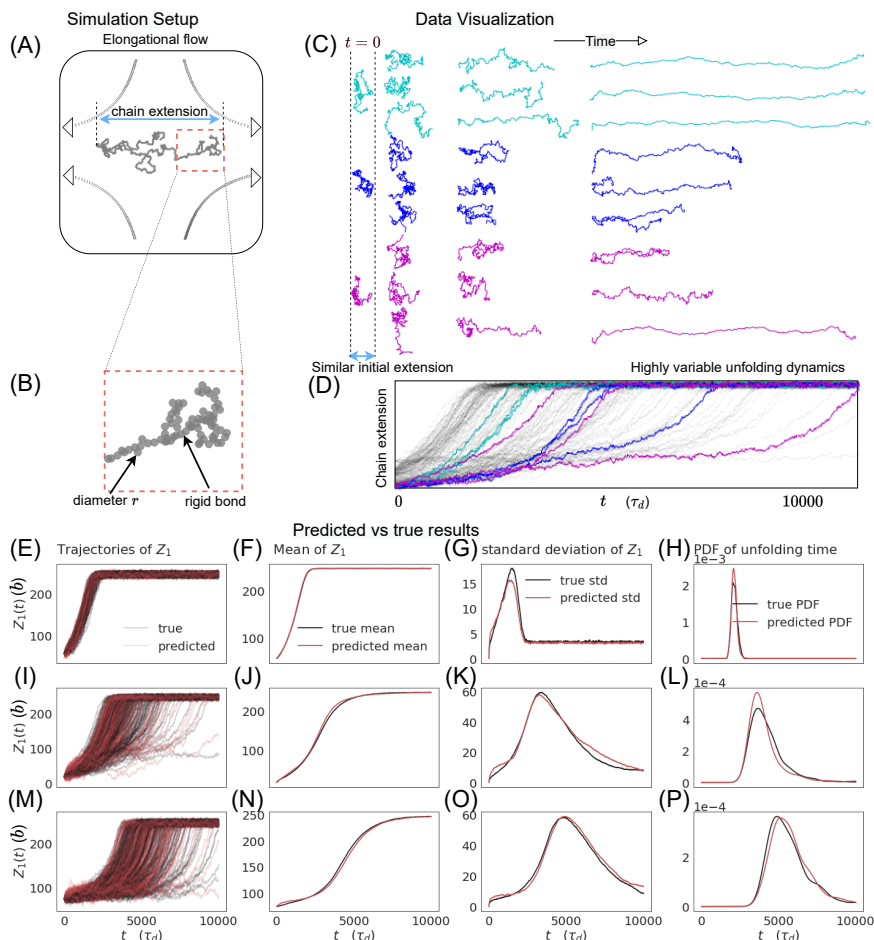 Simulation Setup
Data Visualization
(A)
Elongational flow
chain extension
(C)
t = 0
Time
Similar initial extension
Highly variable unfolding dynamics
(B)
diameter r
rigid bond
(D)
Chain extension
0
t (τ_d)
10000
Predicted vs true results
(E)
Trajectories of Z₁
(F)
Mean of Z₁
(G)
standard deviation of Z₁
(H)
PDF of unfolding time
1e−3
Z₁(t) (b)
200
100
true
predicted
200
100
true mean
predicted mean
15
10
5
0
true std
predicted std
2
1
0
true PDF
predicted PDF
(I)
(J)
(K)
(L)
1e−4
Z₁(t) (b)
200
100
0
200
100
60
40
20
0
4
2
0
(M)
(N)
(O)
(P)
1e−4
Z₁(t) (b)
200
100
250
200
150
100
60
40
20
0
2
0
0
5000
10000
0
5000
10000
0
5000
10000
0
5000
10000
t (τ_d)
t (τ_d)
t (τ_d)
t (τ_d)